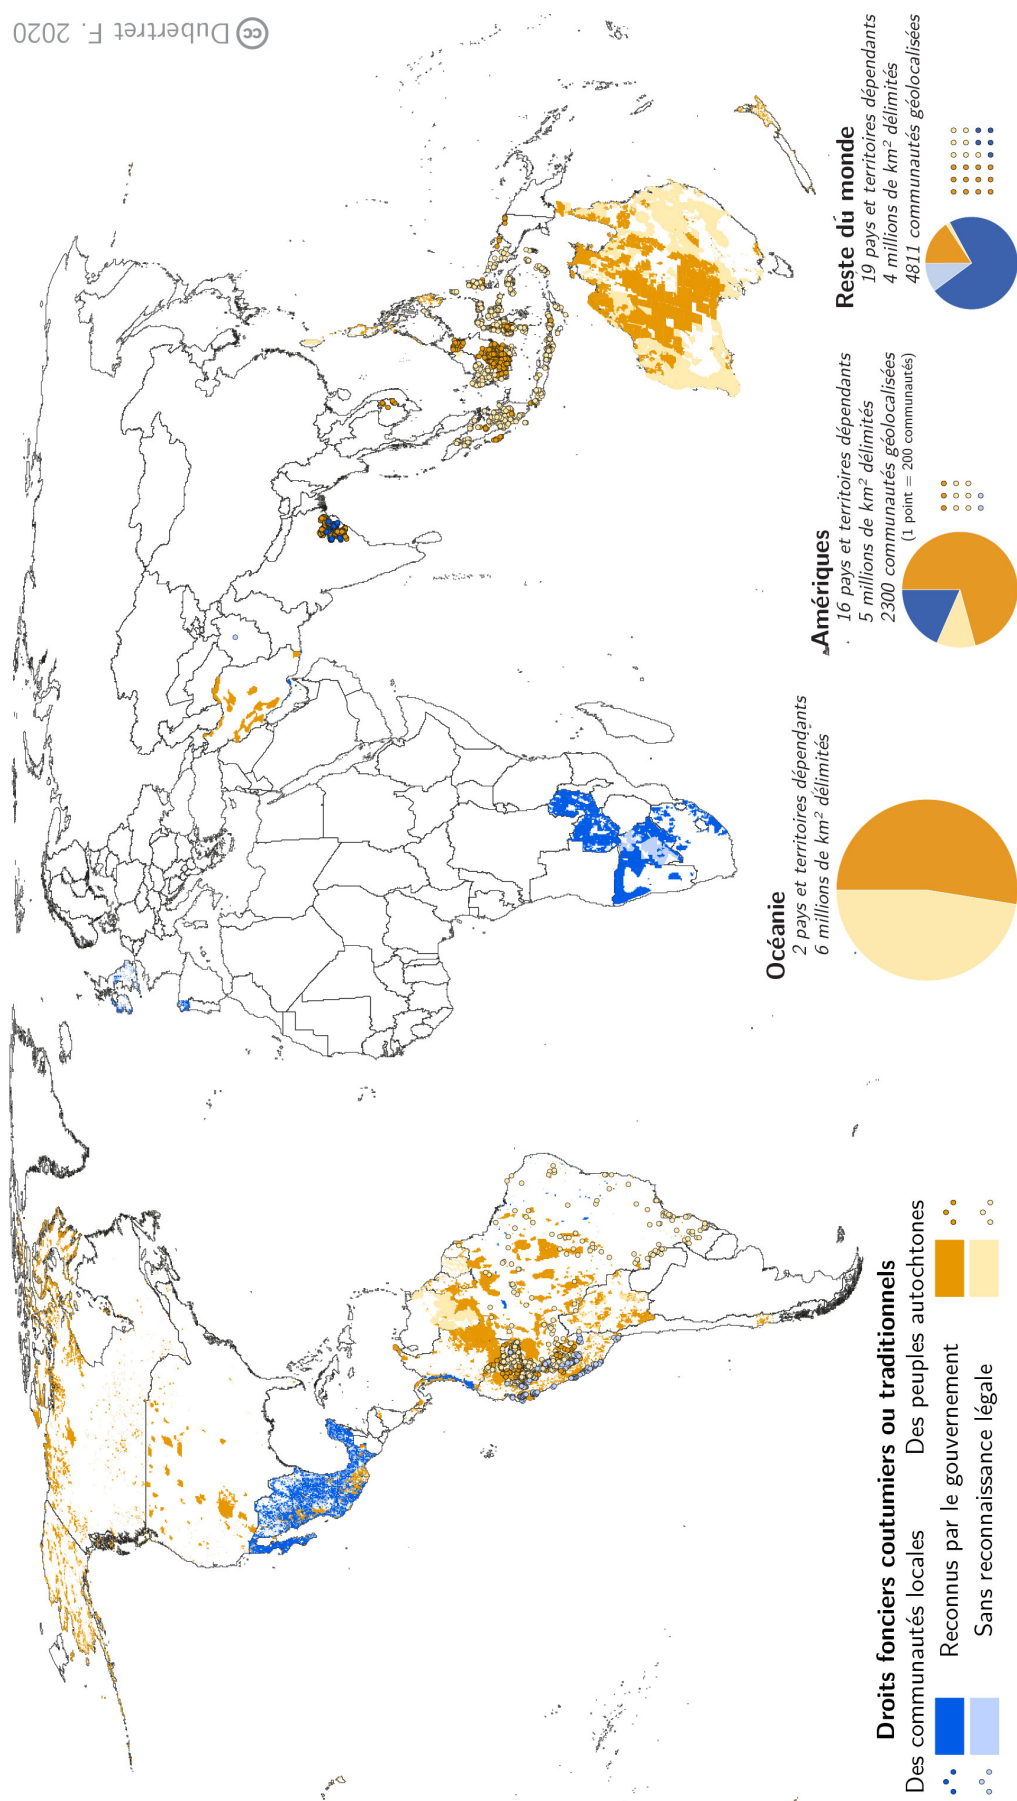 Dubertret F. 2020
Droits fonciers coutumiers ou traditionnels
Des communautés locales
Des peuples autochtones
Reconnus par le gouvernement
Sans reconnaissance légale
Océanie
2 pays et territoires dépendants
6 millions de km² délimités
Amériques
16 pays et territoires dépendants
5 millions de km² délimités
2300 communautés géolocalisées
(1 point = 200 communautés)
Reste du monde
19 pays et territoires dépendants
4 millions de km² délimités
4811 communautés géolocalisées